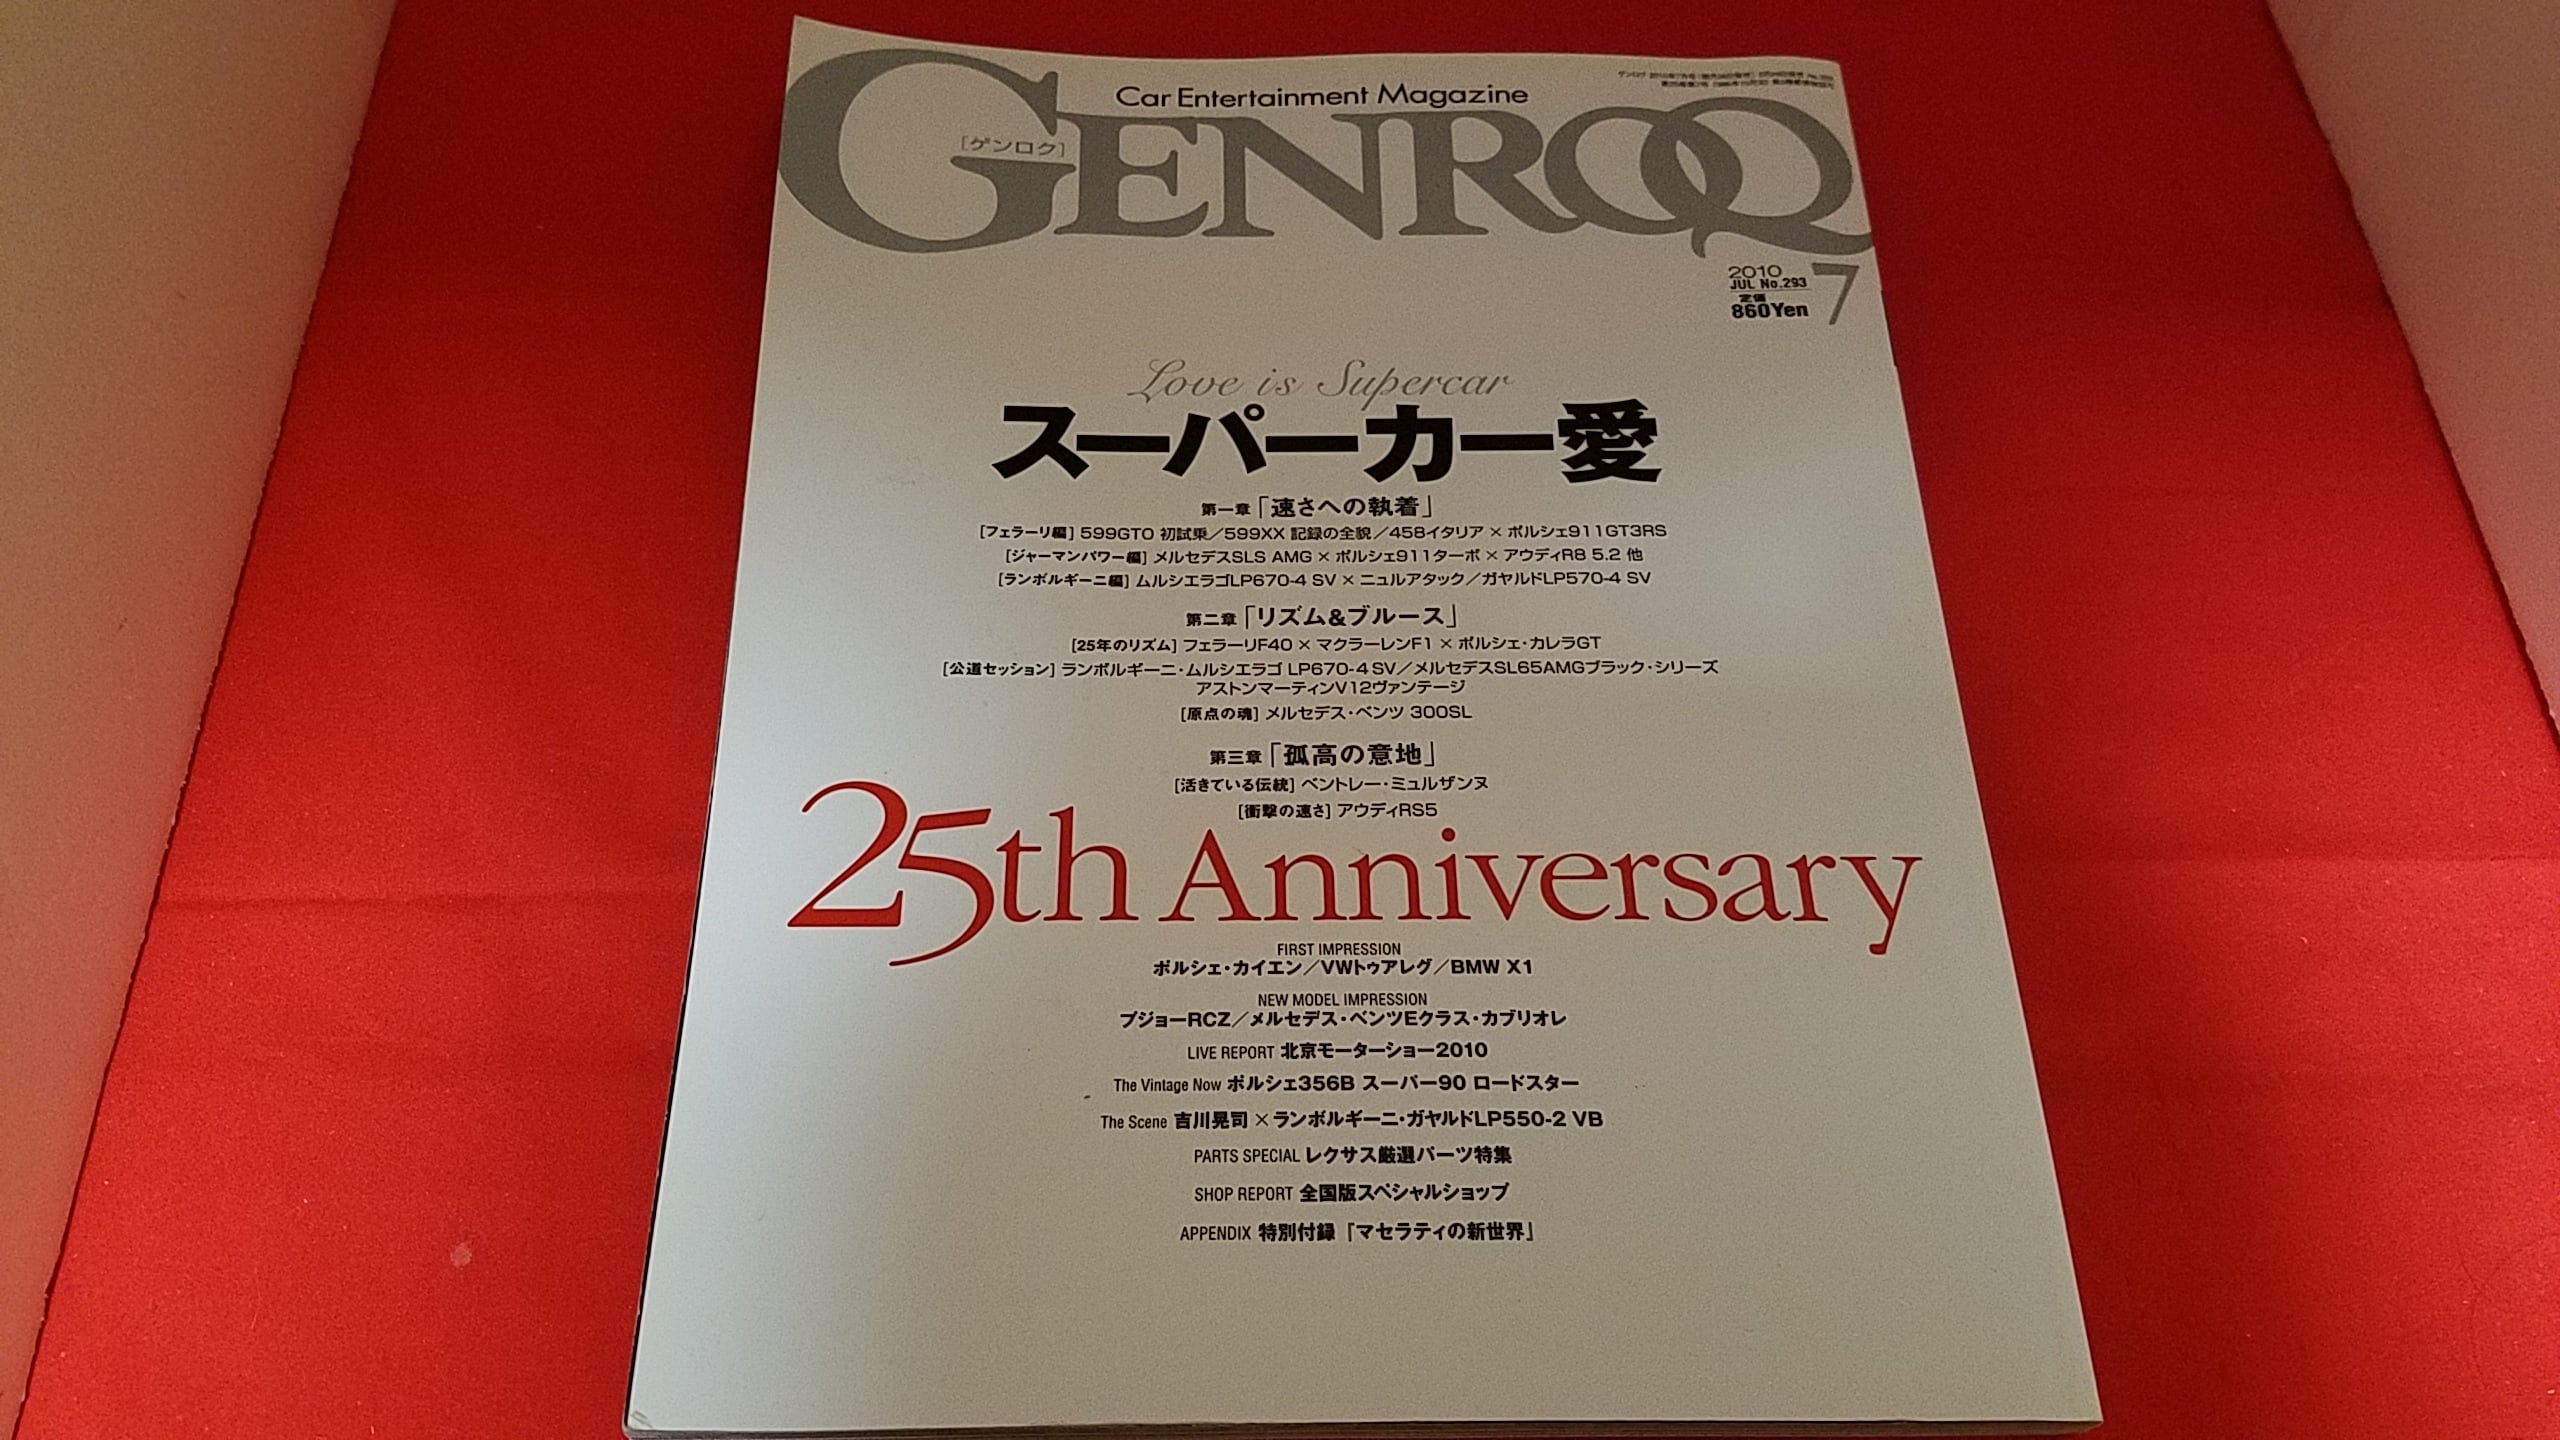 Car Entertainment Magazine
GENROQ
[ゲンロク]
2010
JUL No.293
定価
860Yen
7
Love is Supercar
スーパーカー愛
第一章「速さへの執着」
[フェラーリ編] 599GTO 初試乗／599XX 記録の全貌／458イタリア × ポルシェ911GT3RS
[ジャーマンパワー編] メルセデスSLS AMG × ポルシェ911ターボ × アウディR8 5.2 他
[ランボルギーニ編] ムルシエラゴLP670-4 SV × ニュルアタック／ガヤルドLP570-4 SV
第二章「リズム&ブルース」
[25年のリズム] フェラーリF40 × マクラーレンF1 × ポルシェ・カレラGT
[公道セッション] ランボルギーニ・ムルシエラゴ LP670-4 SV／メルセデスSL65AMGブラック・シリーズ
アストンマーティンV12ヴァンテージ
[原点の魂] メルセデス・ベンツ 300SL
第三章「孤高の意地」
[活きている伝統] ベントレー・ミュルザンヌ
[衝撃の速さ] アウディRS5
25th Anniversary
FIRST IMPRESSION
ポルシェ・カイエン／VWトゥアレグ／BMW X1
NEW MODEL IMPRESSION
プジョーRCZ／メルセデス・ベンツEクラス・カブリオレ
LIVE REPORT 北京モーターショー2010
The Vintage Now ポルシェ356B スーパー90 ロードスター
The Scene 吉川晃司 × ランボルギーニ・ガヤルドLP550-2 VB
PARTS SPECIAL レクサス厳選パーツ特集
SHOP REPORT 全国版スペシャルショップ
APPENDIX 特別付録「マセラティの新世界」